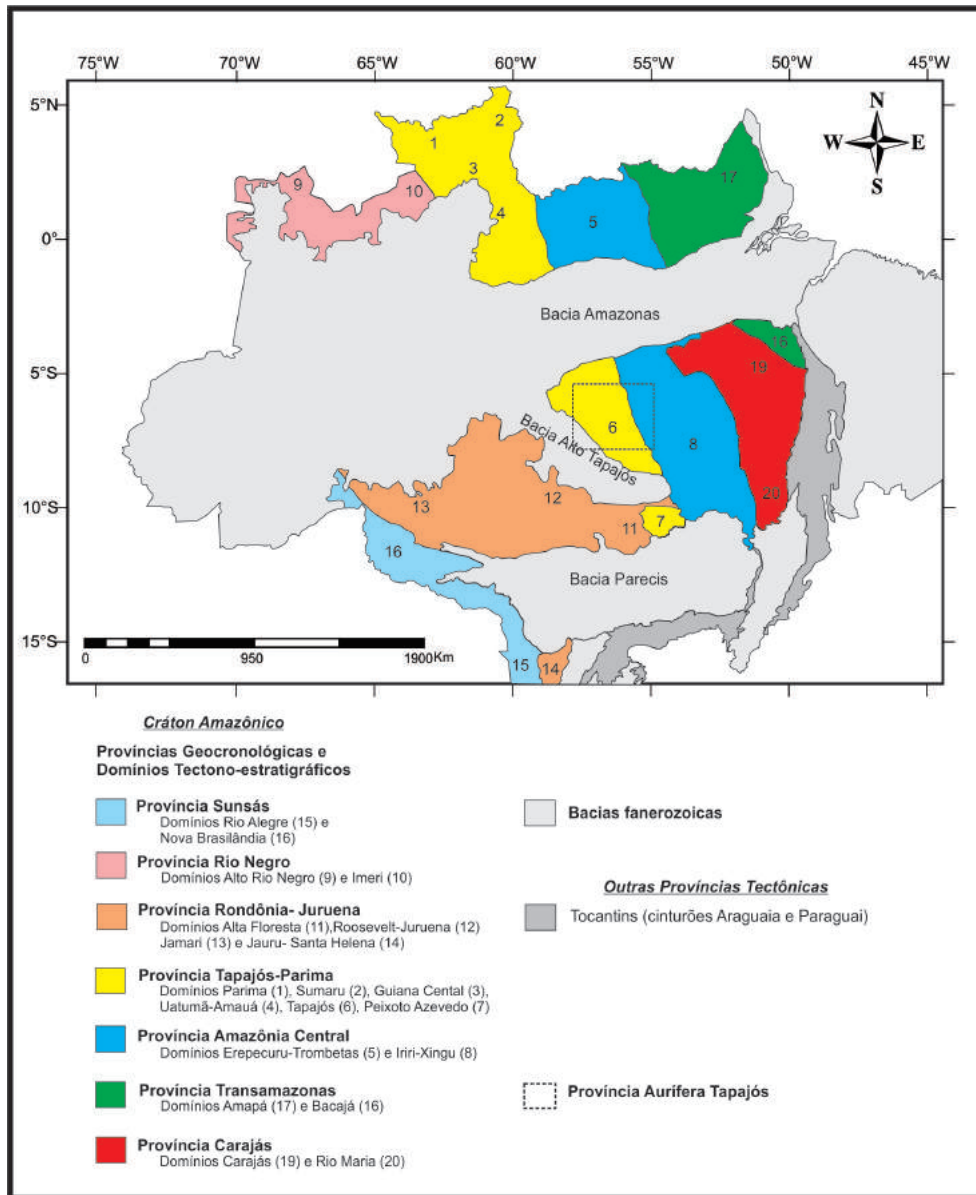 75°W 70°W 65°W 60°W 55°W 50°W 45°W
5°N
0°
5°S
10°S
15°S
N
W E
S
1
2
3
4
5
17
9
10
Bacia Amazonas
16
19
6
8
Bacia Alto Tapajós
20
13
12
11
7
16
Bacia Parecis
15
14
0 950 1900Km
Cráton Amazônico
Províncias Geocronológicas e
Domínios Tectono-estratigráficos
Província Sunsás
Domínios Rio Alegre (15) e
Nova Brasilândia (16)
Província Rio Negro
Domínios Alto Rio Negro (9) e Imeri (10)
Província Rondônia- Juruena
Domínios Alta Floresta (11),Roosevelt-Juruena (12)
Jamari (13) e Jauru- Santa Helena (14)
Província Tapajós-Parima
Domínios Parima (1), Sumaru (2), Guiana Cental (3),
Uatumã-Amauá (4), Tapajós (6), Peixoto Azevedo (7)
Província Amazônia Central
Domínios Erepecuru-Trombetas (5) e Iriri-Xingu (8)
Província Transamazonas
Domínios Amapá (17) e Bacajá (16)
Província Carajás
Domínios Carajás (19) e Rio Maria (20)
Bacias fanerozoicas
Outras Províncias Tectônicas
Tocantins (cinturões Araguaia e Paraguai)
Província Aurífera Tapajós